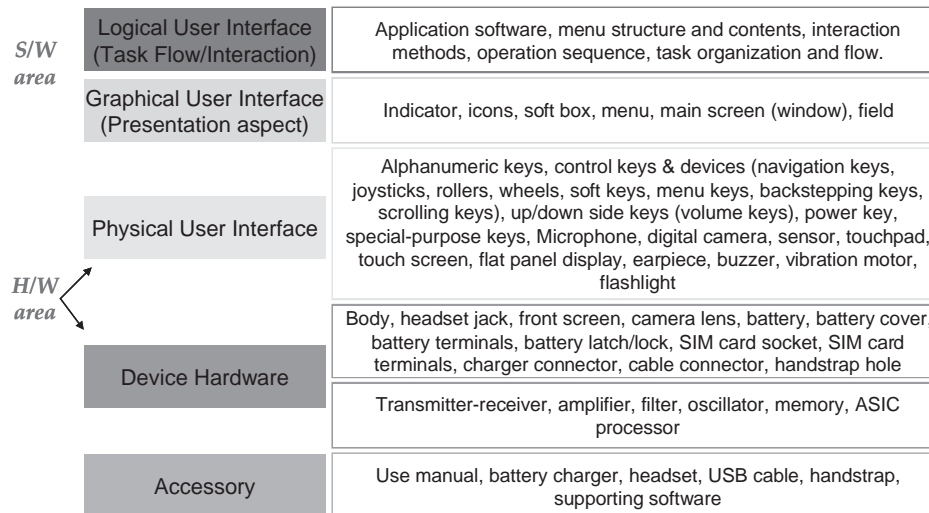 S/W
area
Logical User Interface
(Task Flow/Interaction)
Application software, menu structure and contents, interaction
methods, operation sequence, task organization and flow.
Graphical User Interface
(Presentation aspect)
Indicator, icons, soft box, menu, main screen (window), field
Physical User Interface
Alphanumeric keys, control keys & devices (navigation keys,
joysticks, rollers, wheels, soft keys, menu keys, backstepping keys,
scrolling keys), up/down side keys (volume keys), power key,
special-purpose keys, Microphone, digital camera, sensor, touchpad,
touch screen, flat panel display, earpiece, buzzer, vibration motor,
flashlight
H/W
area
Device Hardware
Body, headset jack, front screen, camera lens, battery, battery cover,
battery terminals, battery latch/lock, SIM card socket, SIM card
terminals, charger connector, cable connector, handstrap hole
Transmitter-receiver, amplifier, filter, oscillator, memory, ASIC
processor
Accessory
Use manual, battery charger, headset, USB cable, handstrap,
supporting software